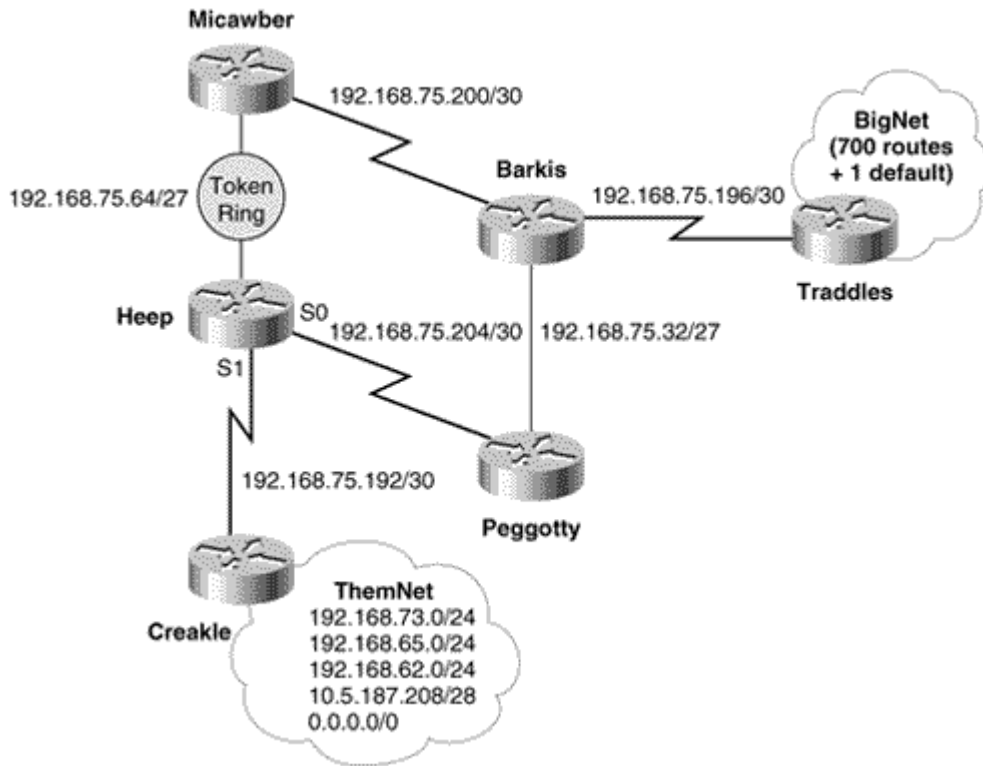 Micawber
192.168.75.200/30
BigNet
(700 routes
+ 1 default)
Barkis
192.168.75.64/27
Token
Ring
192.168.75.196/30
Traddles
Heep
S0
192.168.75.204/30
192.168.75.32/27
S1
192.168.75.192/30
Peggotty
ThemNet
192.168.73.0/24
192.168.65.0/24
192.168.62.0/24
10.5.187.208/28
0.0.0.0/0
Creakle